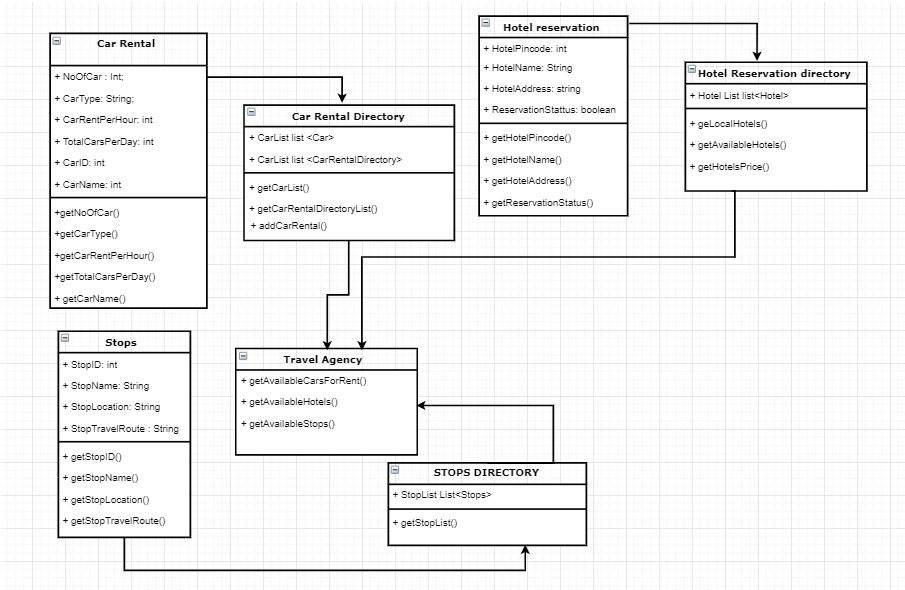 Car Rental
+ NoOfCar : Int;
+ CarType: String;
+ CarRentPerHour: int
+ TotalCarsPerDay: int
+ CarID: int
+ CarName: int
+getNoOfCar()
+getCarType()
+getCarRentPerHour()
+getTotalCarsPerDay()
+ getCarName()
Car Rental Directory
+ CarList list <Car>
+ CarList list <CarRentalDirectory>
+ getCarList()
+ getCarRentalDirectoryList()
+ addCarRental()
Hotel reservation
+ HotelPincode: int
+ HotelName: String
+ HotelAddress: string
+ ReservationStattus: boolean
+ getHotelPincode()
+ getHotelName()
+ getHotelAddress()
+ getReservationStatus()
Hotel Reservation directory
+ Hotel List list<Hotel>
+ geLocalHotels()
+ getAvailableHotels()
+ getHotelsPrice()
Stops
+ StopID: int
+ StopName: String
+ StopLocation: String
+ StopTravelRoute : String
+ getStopID()
+ getStopName()
+ getStopLocation()
+ getStopTravelRoute()
Travel Agency
+ getAvailableCarsForRent()
+ getAvailableHotels()
+ getAvailableStops()
STOPS DIRECTORY
+ StopList List<Stops>
+ getStopList()